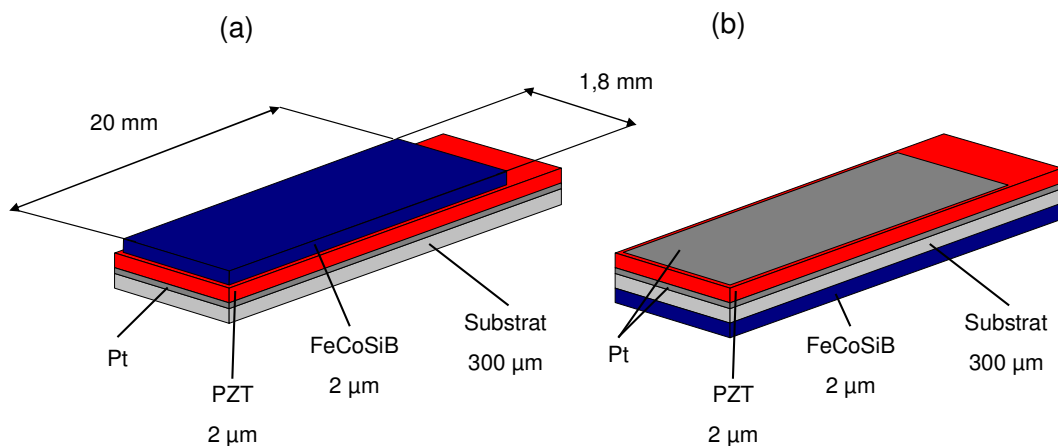 (a)
(b)
20 mm
1,8 mm
Pt
PZT
2 µm
FeCoSiB
2 µm
Substrat
300 µm
Pt
PZT
2 µm
FeCoSiB
2 µm
Substrat
300 µm